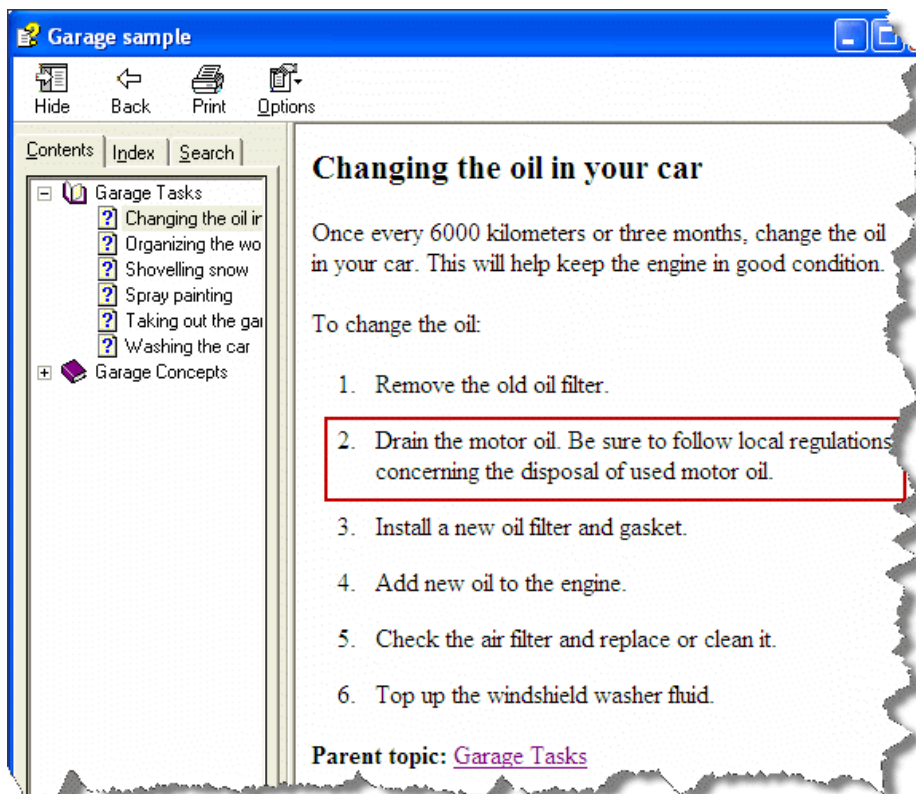 Garage sample
Hide Back Print Options
Contents Index Search
Garage Tasks
Changing the oil in
Organizing the wo
Shovelling snow
Spray painting
Taking out the gar
Washing the car
Garage Concepts
Changing the oil in your car
Once every 6000 kilometers or three months, change the oil
in your car. This will help keep the engine in good condition.
To change the oil:
1. Remove the old oil filter.
2. Drain the motor oil. Be sure to follow local regulations
concerning the disposal of used motor oil.
3. Install a new oil filter and gasket.
4. Add new oil to the engine.
5. Check the air filter and replace or clean it.
6. Top up the windshield washer fluid.
Parent topic: Garage Tasks